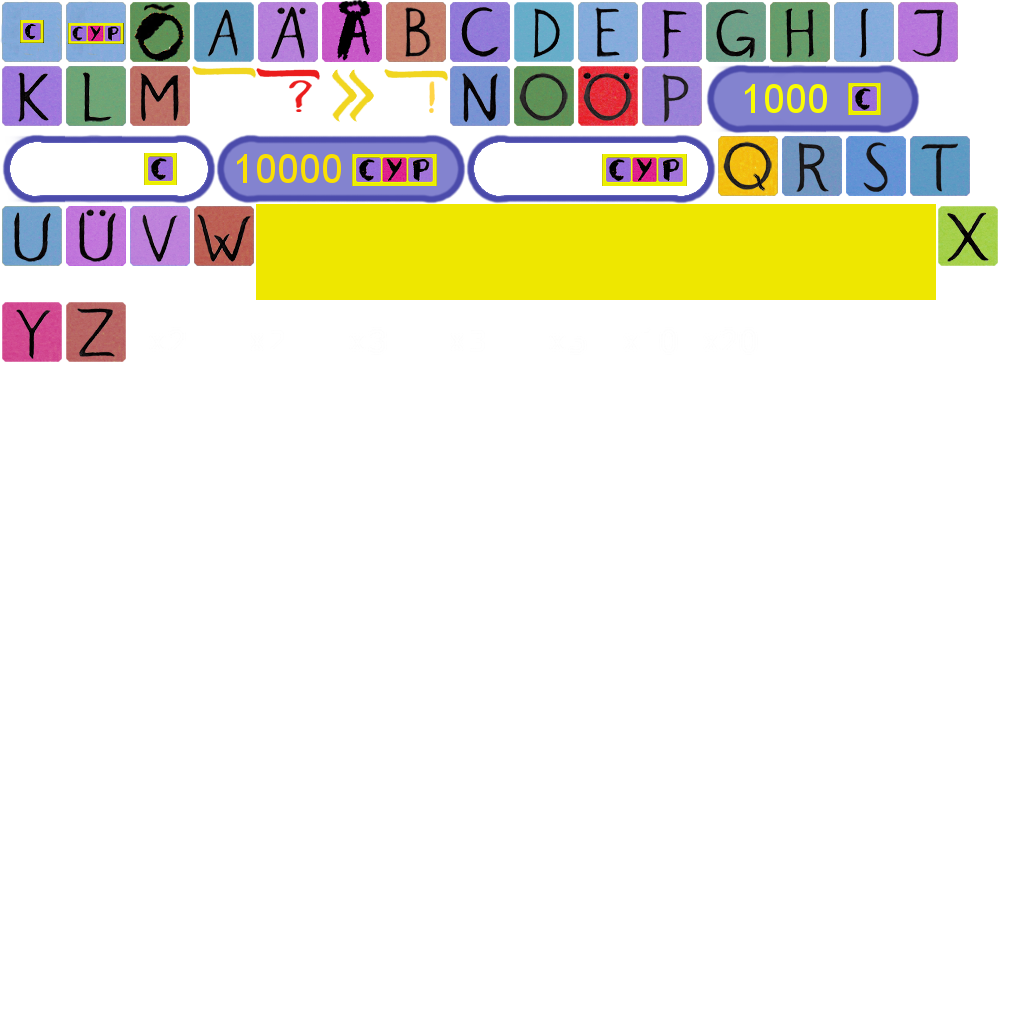 C CYP Õ A Ä Å B C D E F G H I J
K L M ? » ! N O Ö P 1000 C
C 10000 CYP CYP Q R S T
U Ü V W X
Y Z